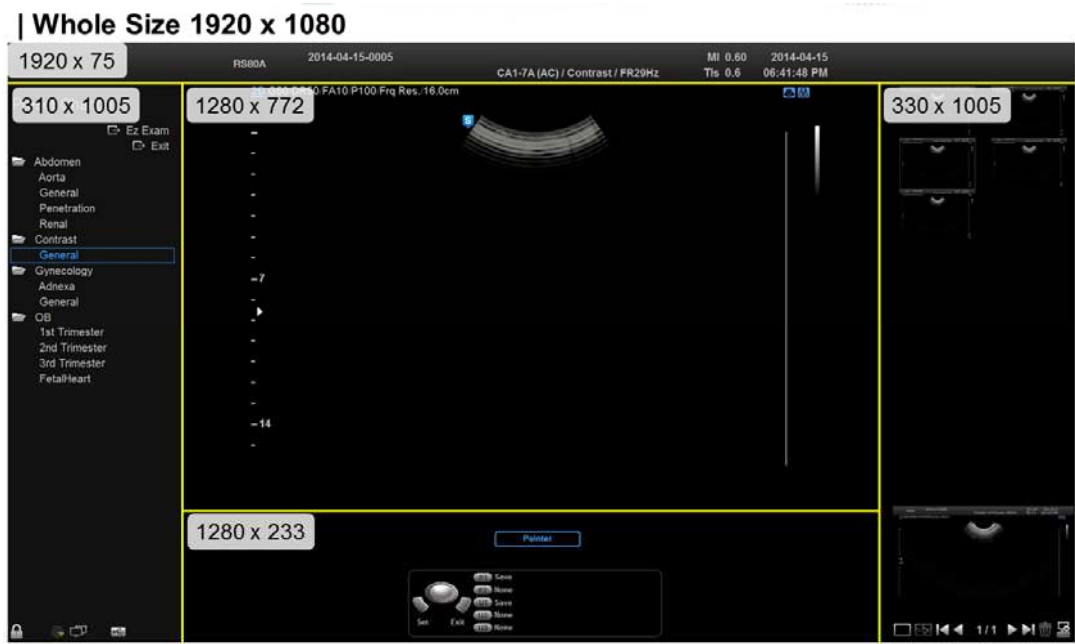 | Whole Size 1920 x 1080
1920 x 75
RS80A
2014-04-15-0005
CA1-7A (AC) / Contrast / FR29Hz
MI 0.60
TIs 0.6
2014-04-15
06:41:48 PM
310 x 1005
Ez Exam
Exit
Abdomen
Aorta
General
Penetration
Renal
Contrast
General
Gynecology
Adnexa
General
OB
1st Trimester
2nd Trimester
3rd Trimester
FetalHeart
1280 x 772
FA10/P100/Frq Res./16.0cm
S
7
14
1280 x 233
Pointer
Set
Exit
Save
None
Save
None
None
330 x 1005
1/1